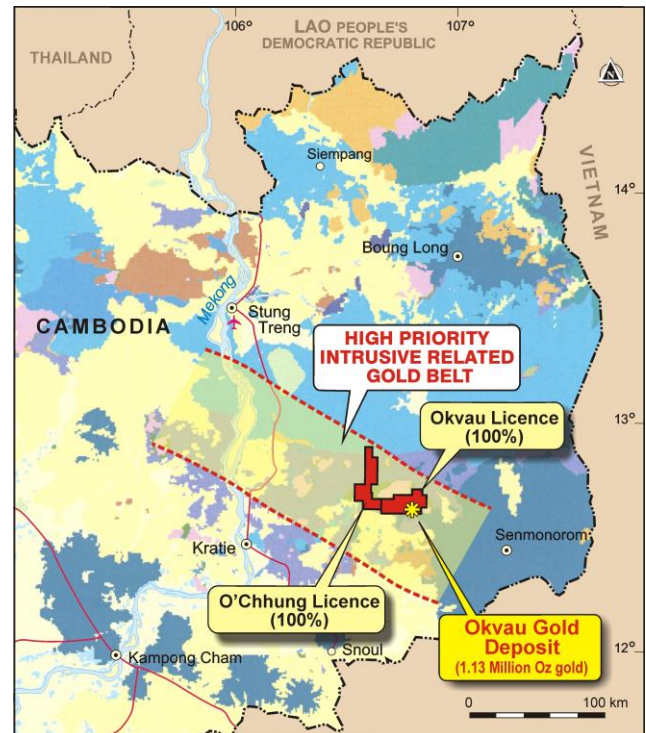 106°
107°
LAO PEOPLE'S
DEMOCRATIC REPUBLIC
THAILAND
N
Siempang
VIETNAM
14°
Boung Long
Mekong
Stung
Treng
CAMBODIA
HIGH PRIORITY
INTRUSIVE RELATED
GOLD BELT
13°
Okvau Licence
(100%)
Kratie
Senmonorom
O'Chhung Licence
(100%)
Okvau Gold
Deposit
(1.13 Million Oz gold)
Snoul
12°
Kampong Cham
0
100 km